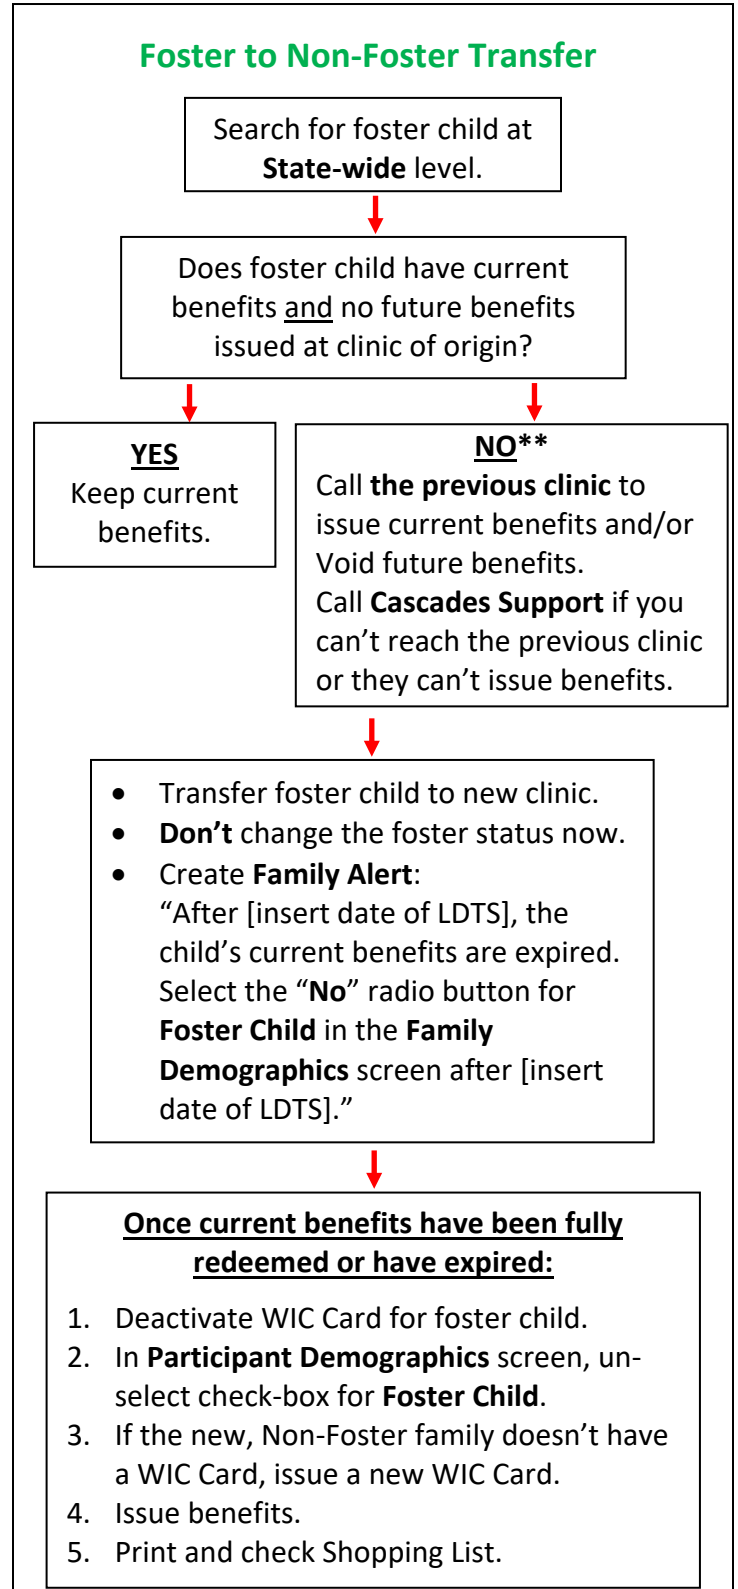 Foster to Non-Foster Transfer
Search for foster child at
State-wide level.
Does foster child have current
benefits and no future benefits
issued at clinic of origin?
YES
Keep current
benefits.
NO**
Call the previous clinic to
issue current benefits and/or
Void future benefits.
Call Cascades Support if you
can’t reach the previous clinic
or they can’t issue benefits.
• Transfer foster child to new clinic.
• Don’t change the foster status now.
• Create Family Alert:
“After [insert date of LDTS], the
child’s current benefits are expired.
Select the “No” radio button for
Foster Child in the Family
Demographics screen after [insert
date of LDTS].”
Once current benefits have been fully
redeemed or have expired:
1. Deactivate WIC Card for foster child.
2. In Participant Demographics screen, un-
select check-box for Foster Child.
3. If the new, Non-Foster family doesn’t have
a WIC Card, issue a new WIC Card.
4. Issue benefits.
5. Print and check Shopping List.